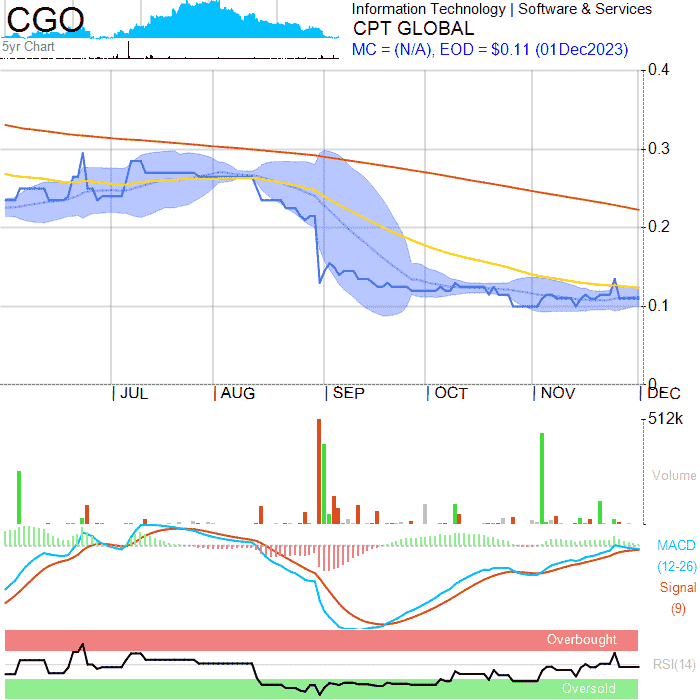 CGO
5yr Chart
Information Technology | Software & Services
CPT GLOBAL
MC = (N/A), EOD = $0.11 (01Dec2023)
0.4
0.3
0.2
0.1
0
| JUL | AUG | SEP | OCT | NOV | DEC
512k
Volume
MACD
(12-26)
Signal
(9)
Overbought
RSI(14)
Oversold